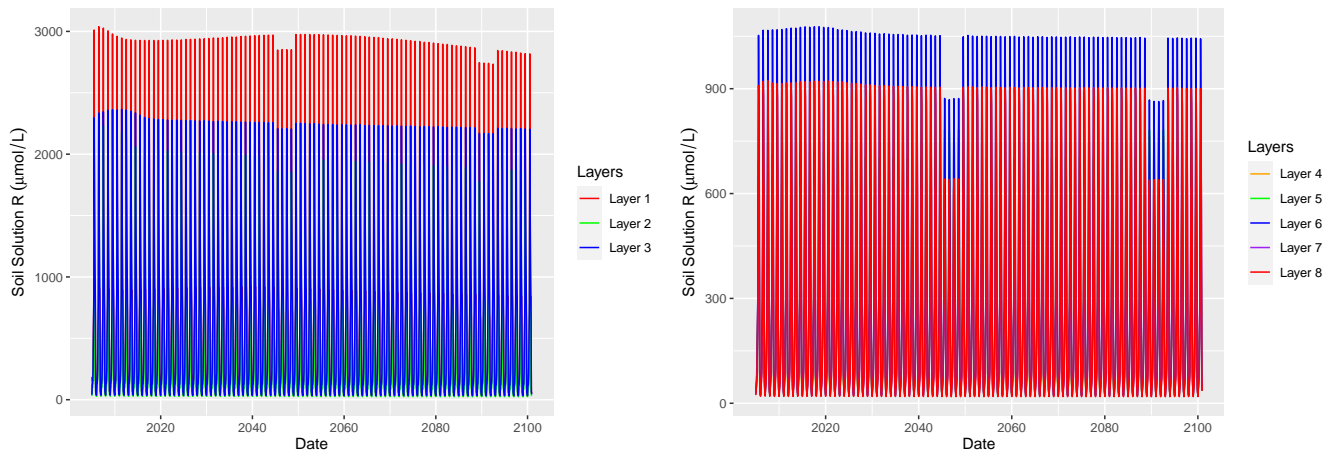 3000
2000
1000
0
Soil Solution R (μmol/L)
2020
2040
2060
2080
2100
Date
Layers
Layer 1
Layer 2
Layer 3
900
600
300
0
Soil Solution R (μmol/L)
2020
2040
2060
2080
2100
Date
Layers
Layer 4
Layer 5
Layer 6
Layer 7
Layer 8